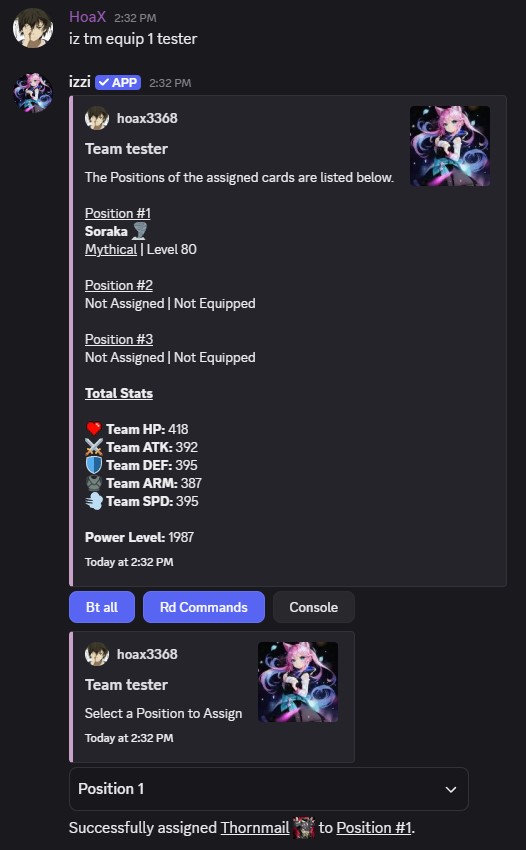 HoaX 2:32 PM
iz tm equip 1 tester
izzi APP 2:32 PM
hoax3368
Team tester
The Positions of the assigned cards are listed below.
Position #1
Soraka
Mythical | Level 80
Position #2
Not Assigned | Not Equipped
Position #3
Not Assigned | Not Equipped
Total Stats
Team HP: 418
Team ATK: 392
Team DEF: 395
Team ARM: 387
Team SPD: 395
Power Level: 1987
Today at 2:32 PM
Bt all Rd Commands Console
hoax3368
Team tester
Select a Position to Assign
Today at 2:32 PM
Position 1
Successfully assigned Thornmail to Position #1.